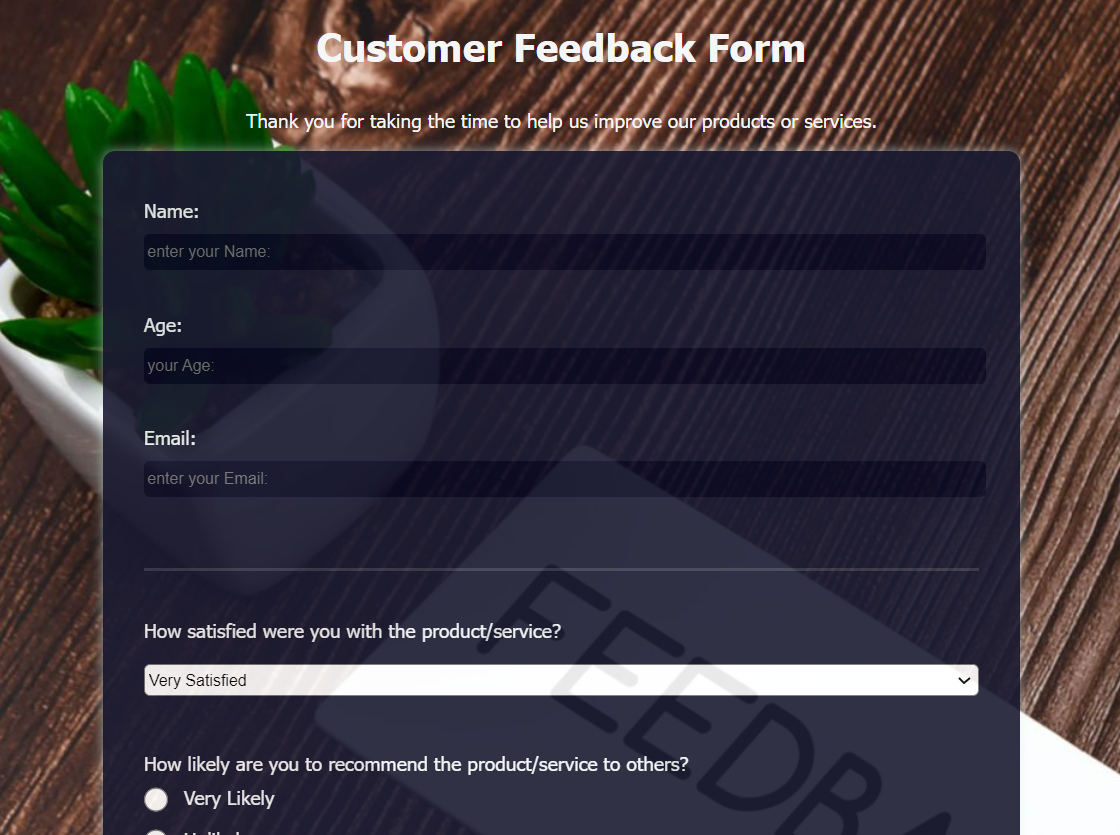 Customer Feedback Form
Thank you for taking the time to help us improve our products or services.
Name:
enter your Name:
Age:
your Age:
Email:
enter your Email:
How satisfied were you with the product/service?
Very Satisfied
How likely are you to recommend the product/service to others?
Very Likely